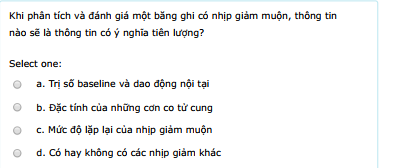 Khi phân tích và đánh giá một băng ghi có nhịp giảm muộn, thông tin
nào sẽ là thông tin có ý nghĩa tiên lượng?
Select one:
a. Trị số baseline và dao động nội tại
b. Đặc tính của những cơn co tử cung
c. Mức độ lặp lại của nhịp giảm muộn
d. Có hay không có các nhịp giảm khác